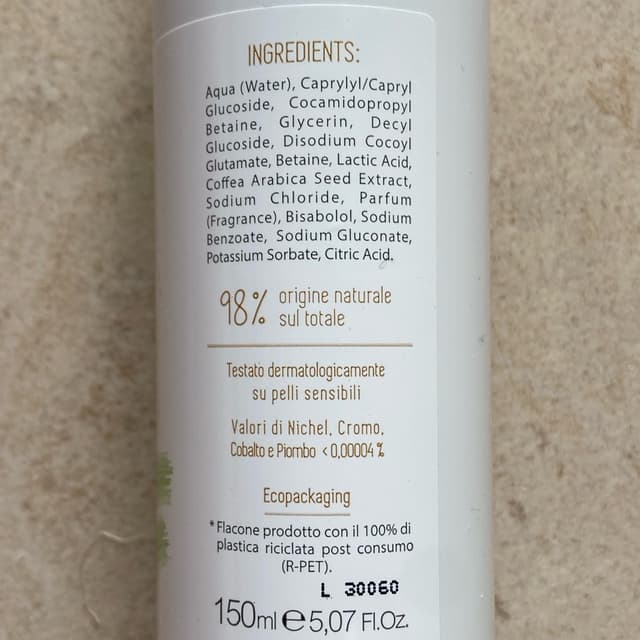 INGREDIENTS:
Aqua (Water), Caprylyl/Capryl
Glucoside, Cocamidopropyl
Betaine, Glycerin, Decyl
Glucoside, Disodium Cocoyl
Glutamate, Betaine, Lactic Acid,
Coffea Arabica Seed Extract,
Sodium Chloride, Parfum
(Fragrance), Bisabolol, Sodium
Benzoate, Sodium Gluconate,
Potassium Sorbate, Citric Acid.
98% origine naturale
sul totale
Testato dermatologicamente
su pelli sensibili
Valori di Nichel, Cromo,
Cobalto e Piombo <0,00004%
Ecopackaging
*Flacone prodotto con il 100% di
plastica riciclata post consumo
(R-PET).
L 30060
150ml e 5,07 Fl.Oz.